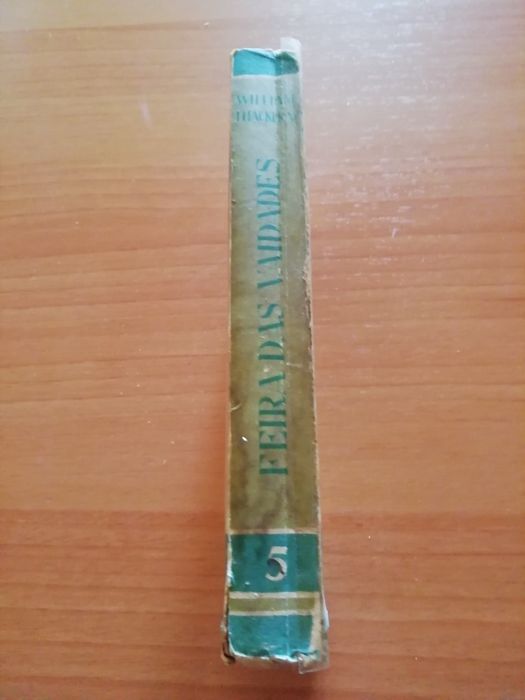 WILLIAM
THACKERAY
FEIRA DAS VAIDADES
5